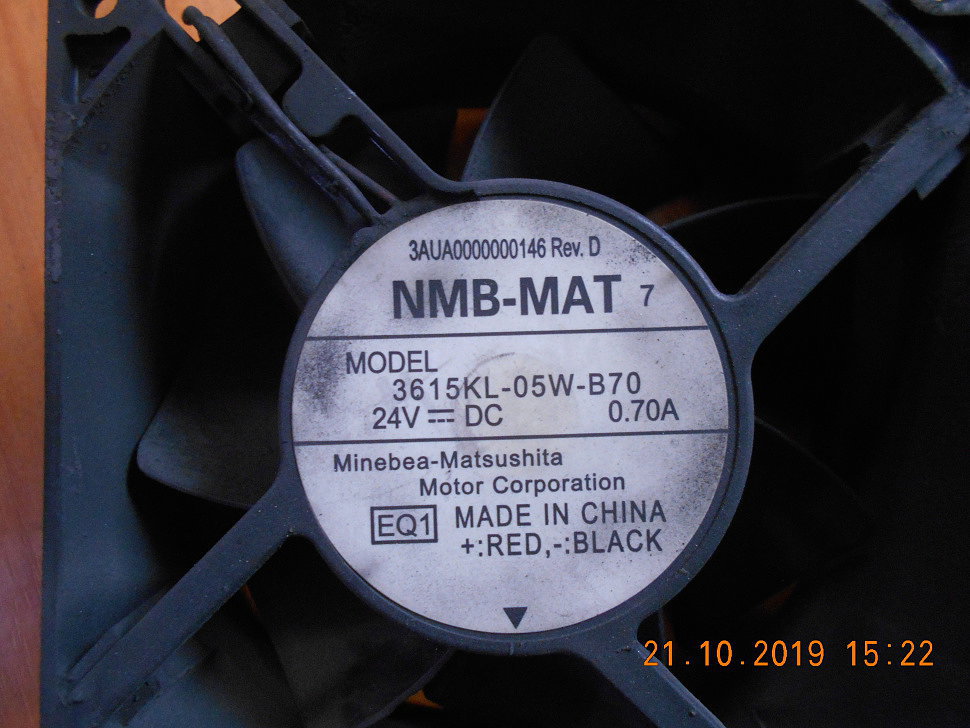 3AUA0000000146 Rev. D
NMB-MAT 7
MODEL
3615KL-05W-B70
24V ⎓ DC 0.70A
Minebea-Matsushita
Motor Corporation
EQ1 MADE IN CHINA
+:RED,-:BLACK
21.10.2019 15:22